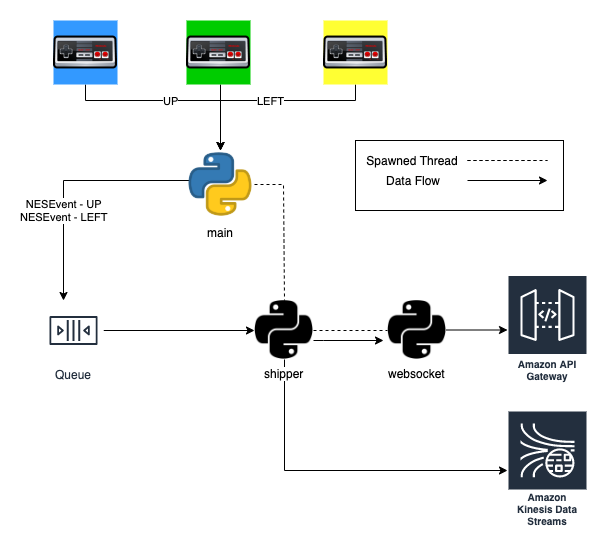 UP
LEFT
Spawned Thread
Data Flow
main
NESEvent - UP
NESEvent - LEFT
Queue
shipper
websocket
Amazon API
Gateway
Amazon
Kinesis Data
Streams